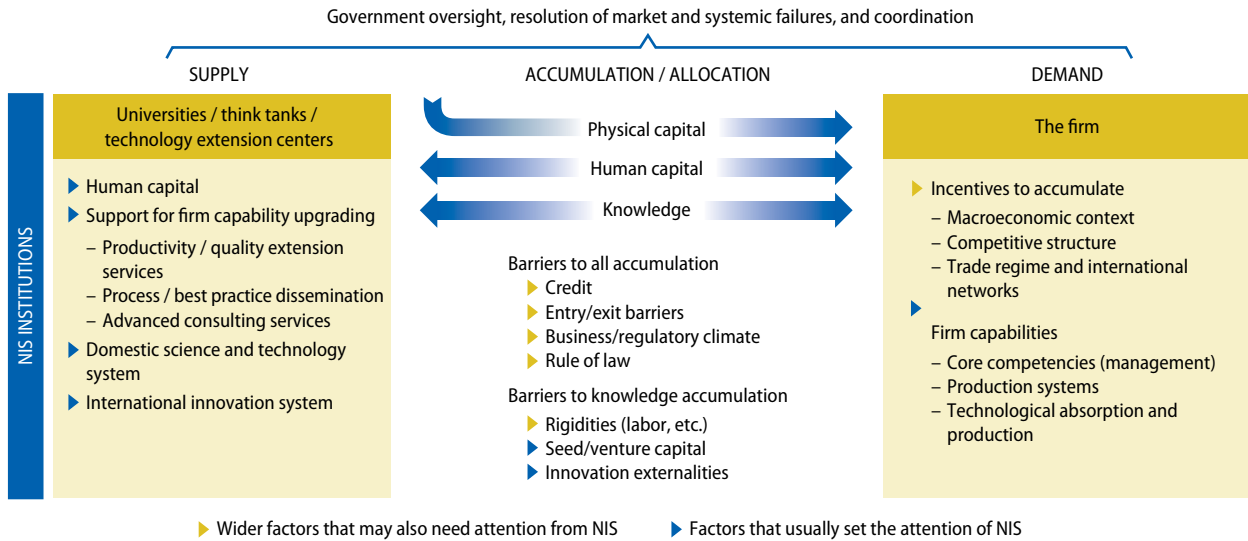 Government oversight, resolution of market and systemic failures, and coordination
SUPPLY
ACCUMULATION / ALLOCATION
DEMAND
NIS INSTITUTIONS
Universities / think tanks /
technology extension centers
Human capital
Support for firm capability upgrading
– Productivity / quality extension
services
– Process / best practice dissemination
– Advanced consulting services
Domestic science and technology
system
International innovation system
Physical capital
Human capital
Knowledge
Barriers to all accumulation
Credit
Entry/exit barriers
Business/regulatory climate
Rule of law
Barriers to knowledge accumulation
Rigidities (labor, etc.)
Seed/venture capital
Innovation externalities
The firm
Incentives to accumulate
– Macroeconomic context
– Competitive structure
– Trade regime and international
networks
Firm capabilities
– Core competencies (management)
– Production systems
– Technological absorption and
production
Wider factors that may also need attention from NIS
Factors that usually set the attention of NIS